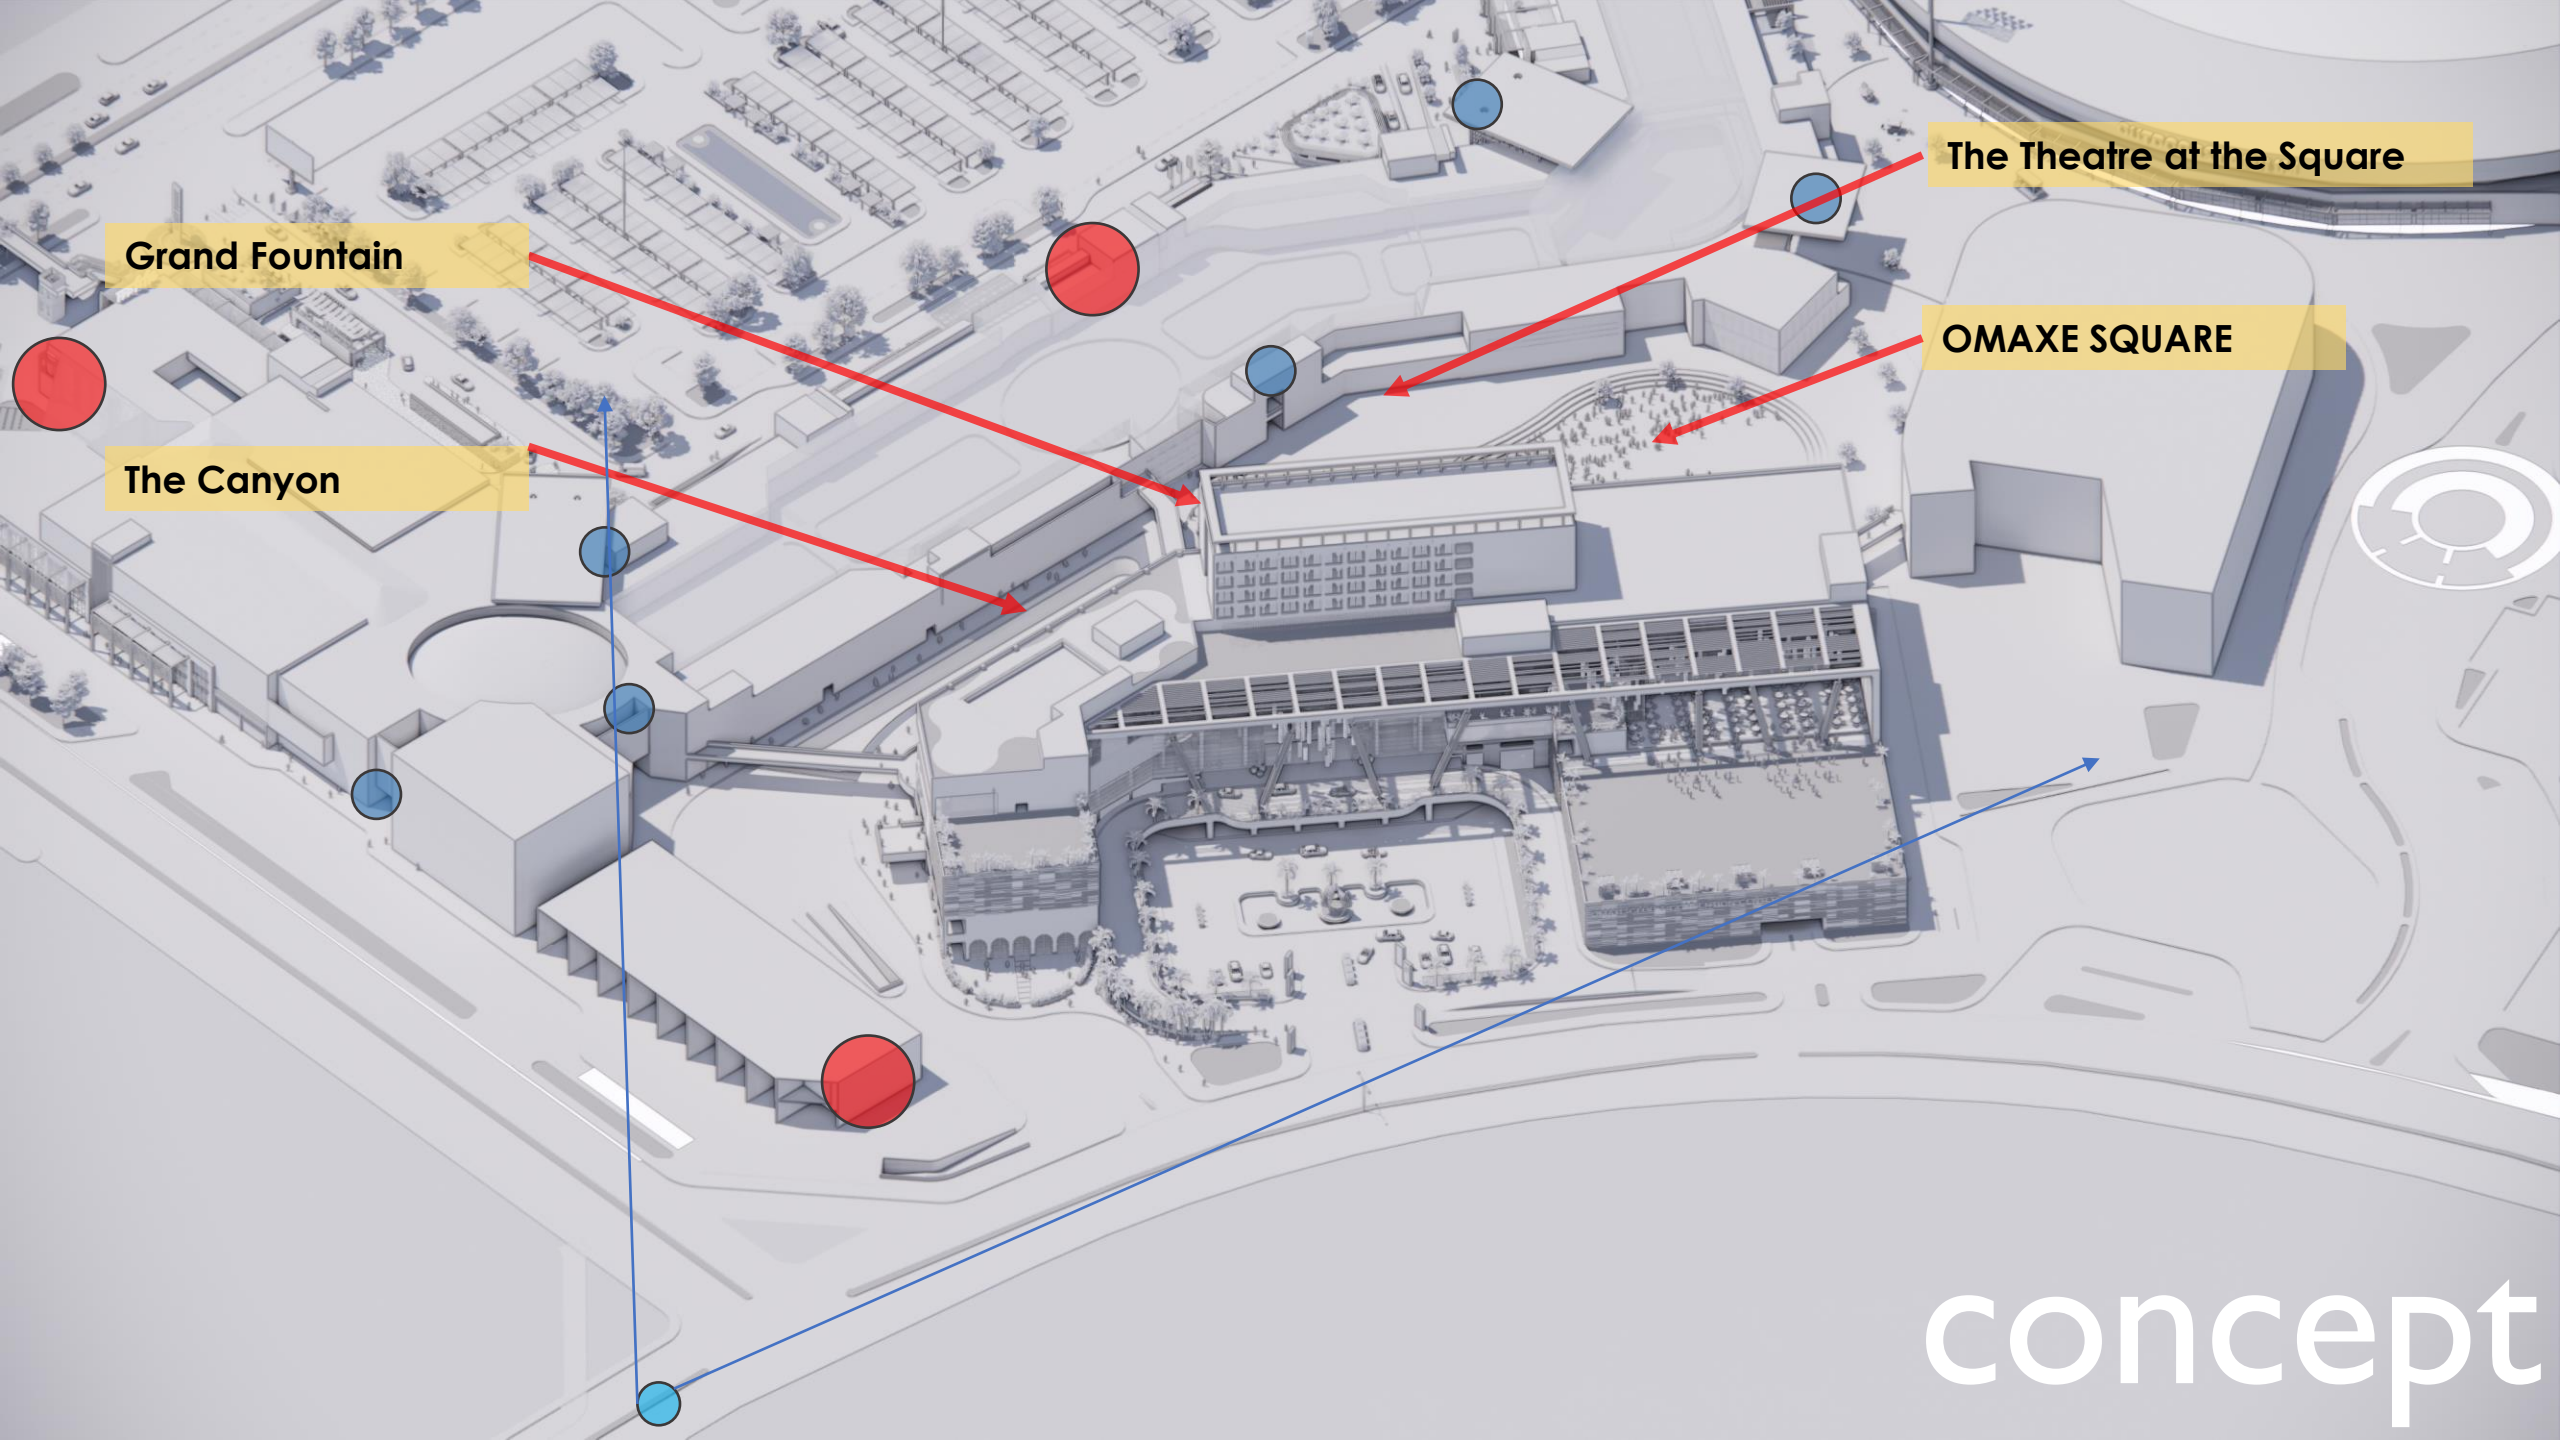 The Theatre at the Square
Grand Fountain
OMAXE SQUARE
The Canyon
concept